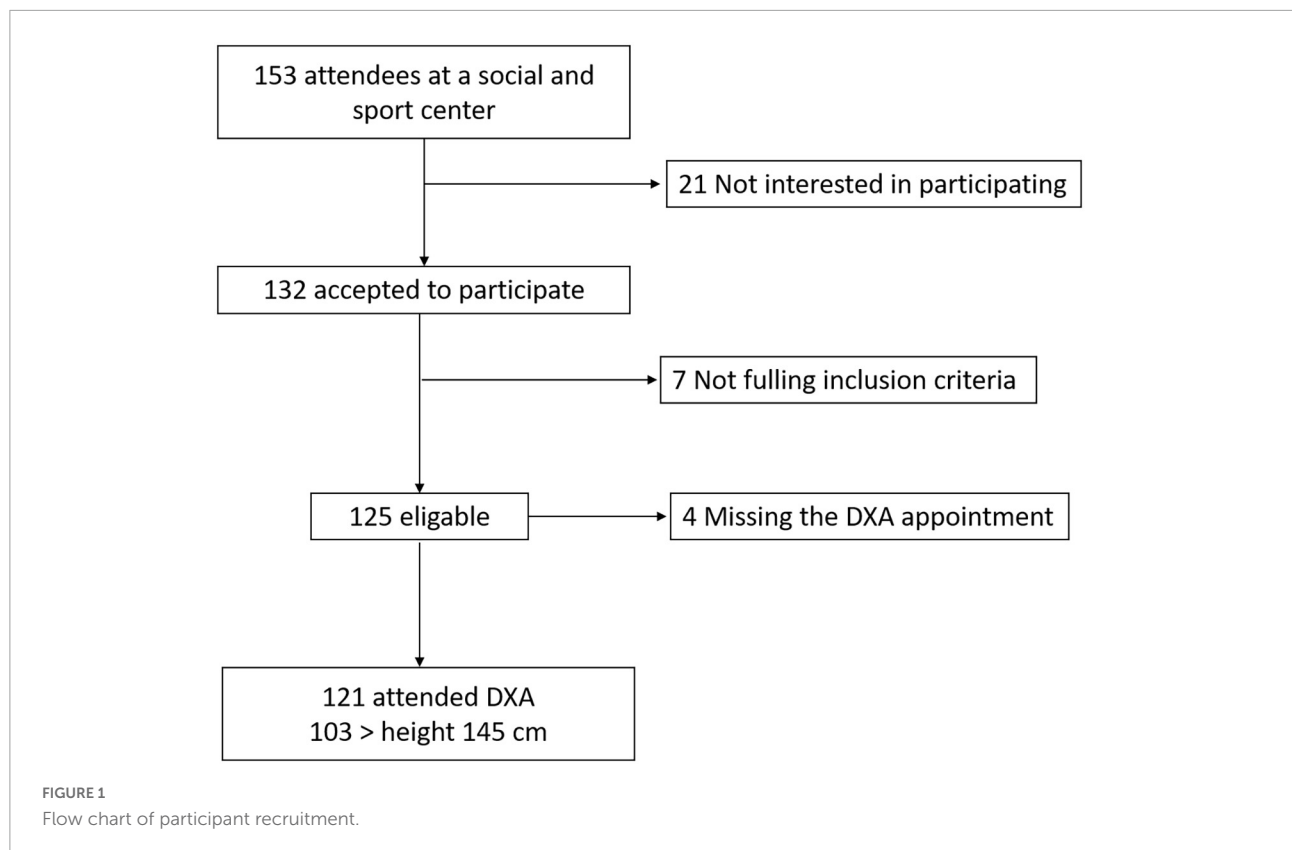 153 attendees at a social and
sport center
21 Not interested in participating
132 accepted to participate
7 Not fulling inclusion criteria
125 eligible
4 Missing the DXA appointment
121 attended DXA
103 > height 145 cm
FIGURE 1
Flow chart of participant recruitment.